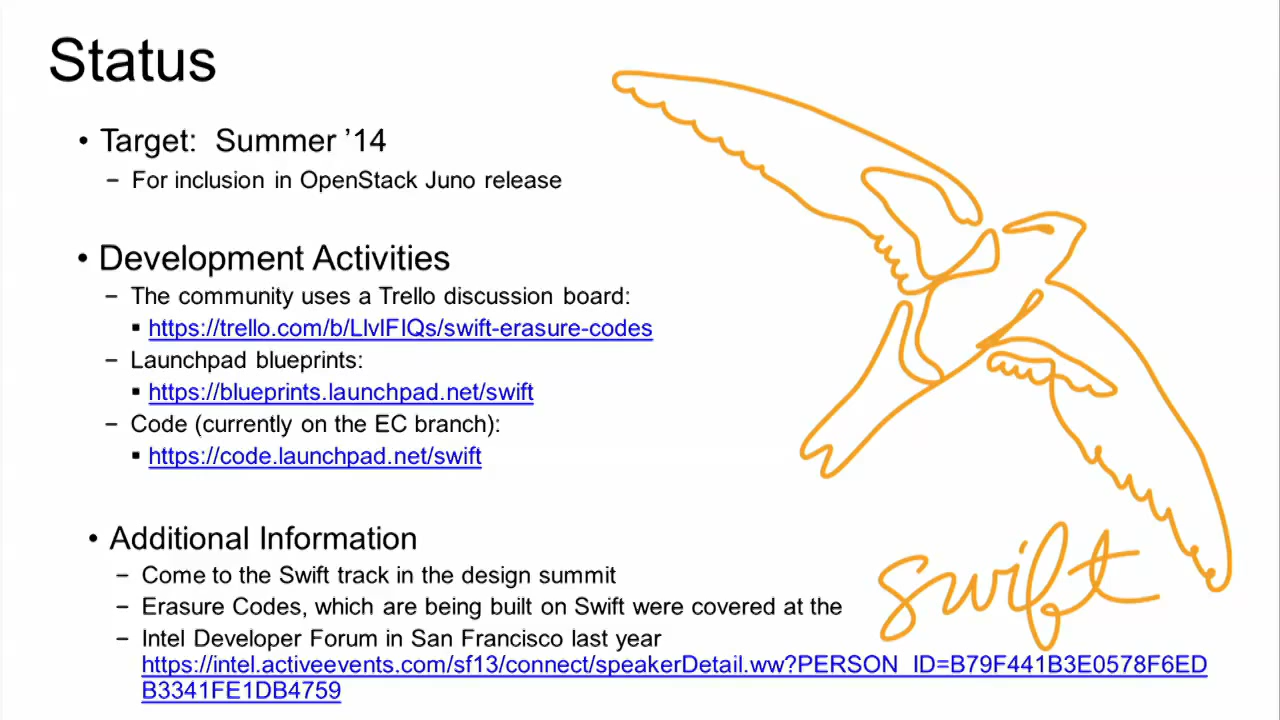 Status
• Target:  Summer ’14
– For inclusion in OpenStack Juno release
• Development Activities
– The community uses a Trello discussion board:
▪ https://trello.com/b/LlvIFIQs/swift-erasure-codes
– Launchpad blueprints:
▪ https://blueprints.launchpad.net/swift
– Code (currently on the EC branch):
▪ https://code.launchpad.net/swift
• Additional Information
– Come to the Swift track in the design summit
– Erasure Codes, which are being built on Swift were covered at the
– Intel Developer Forum in San Francisco last year
https://intel.activeevents.com/sf13/connect/speakerDetail.ww?PERSON_ID=B79F441B3E0578F6ED
B3341FE1DB4759
swift